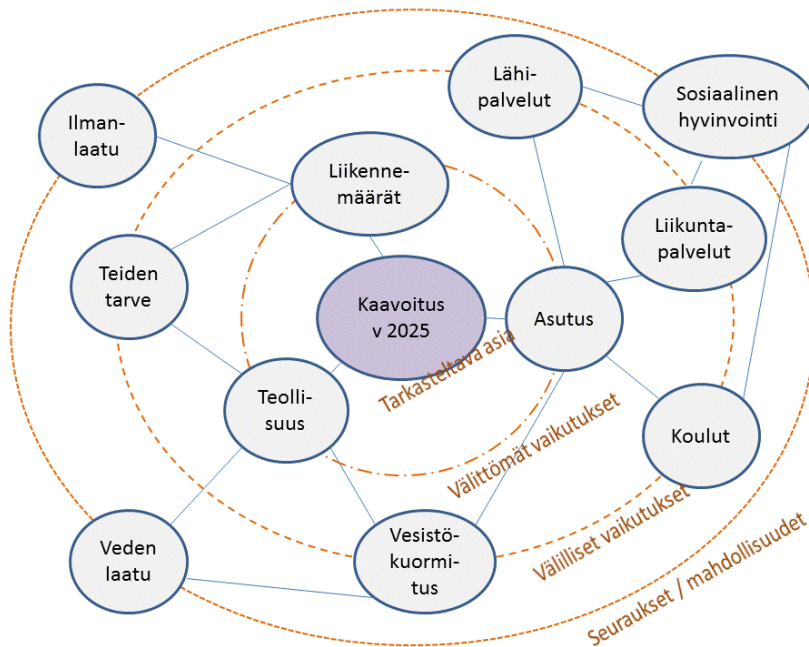 Lähi-
palvelut
Sosiaalinen
hyvinvointi
Ilman-
laatu
Liikenne-
määrät
Liikunta-
palvelut
Teiden
tarve
Kaavoitus
v 2025
Asutus
Tarkasteltava asia
Teolli-
suus
Välittömät vaikutukset
Koulut
Välilliset vaikutukset
Veden
laatu
Vesistö-
kuormi-
tus
Seuraukset / mahdollisuudet